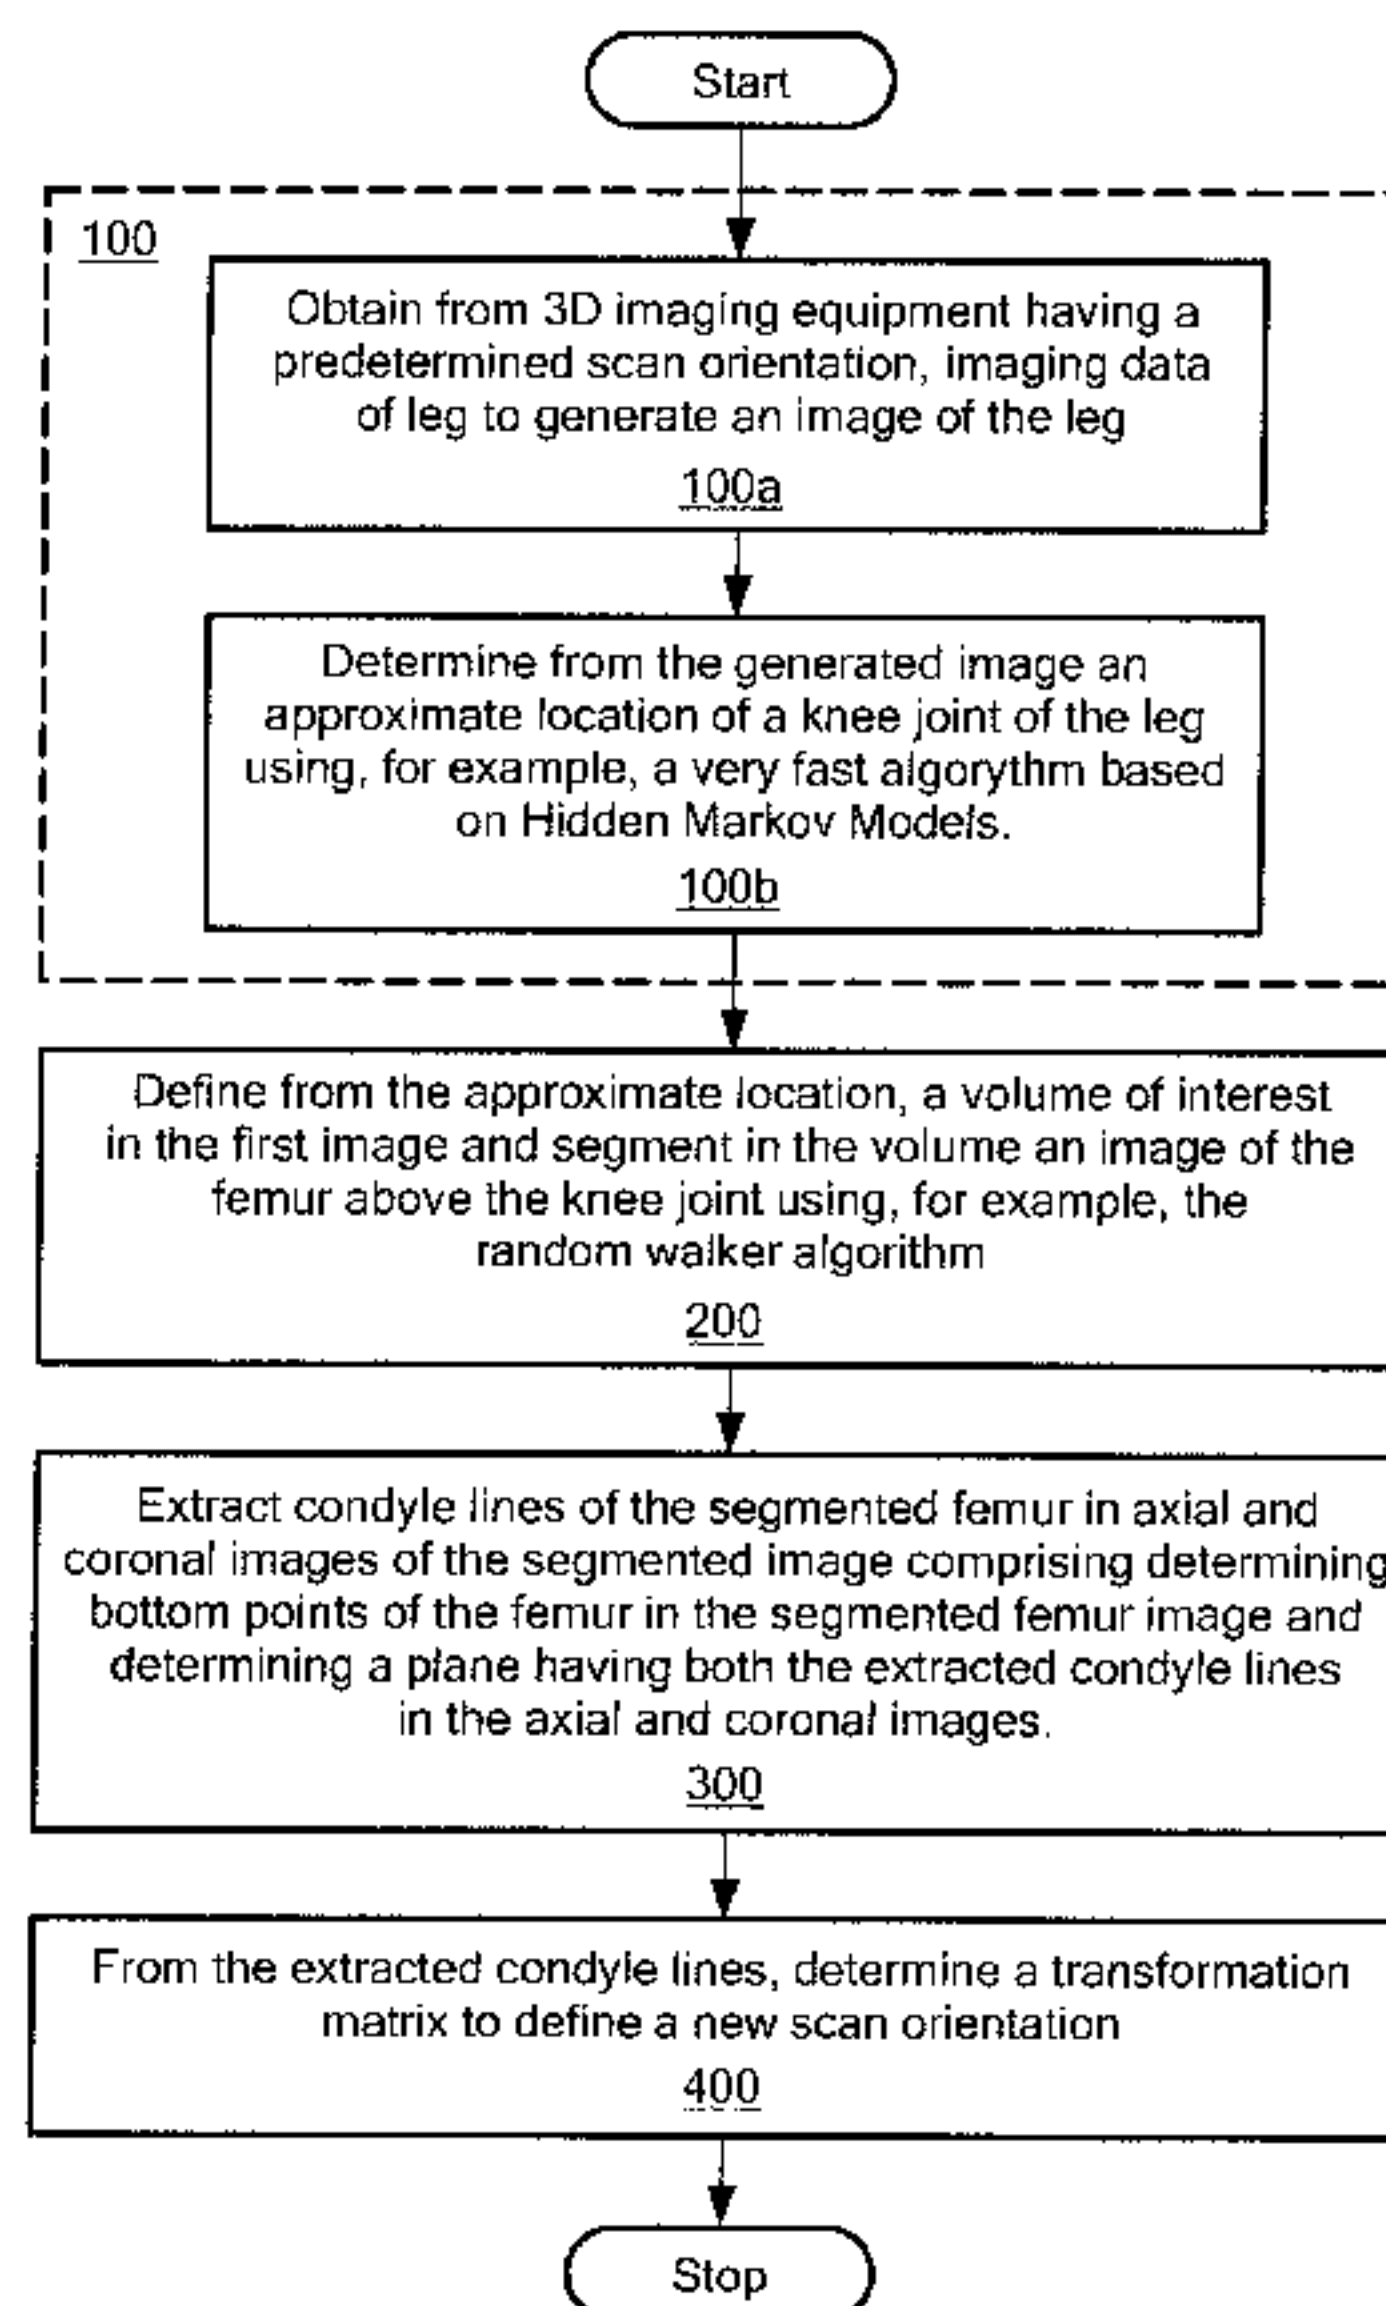 Start
100
Obtain from 3D imaging equipment having a
predetermined scan orientation, imaging data
of leg to generate an image of the leg
100a
Determine from the generated image an
approximate location of a knee joint of the leg
using, for example, a very fast algorythm based
on Hidden Markov Models.
100b
Define from the approximate location, a volume of interest
in the first image and segment in the volume an image of the
femur above the knee joint using, for example, the
random walker algorithm
200
Extract condyle lines of the segmented femur in axial and
coronal images of the segmented image comprising determining
bottom points of the femur in the segmented femur image and
determining a plane having both the extracted condyle lines
in the axial and coronal images.
300
From the extracted condyle lines, determine a transformation
matrix to define a new scan orientation
400
Stop